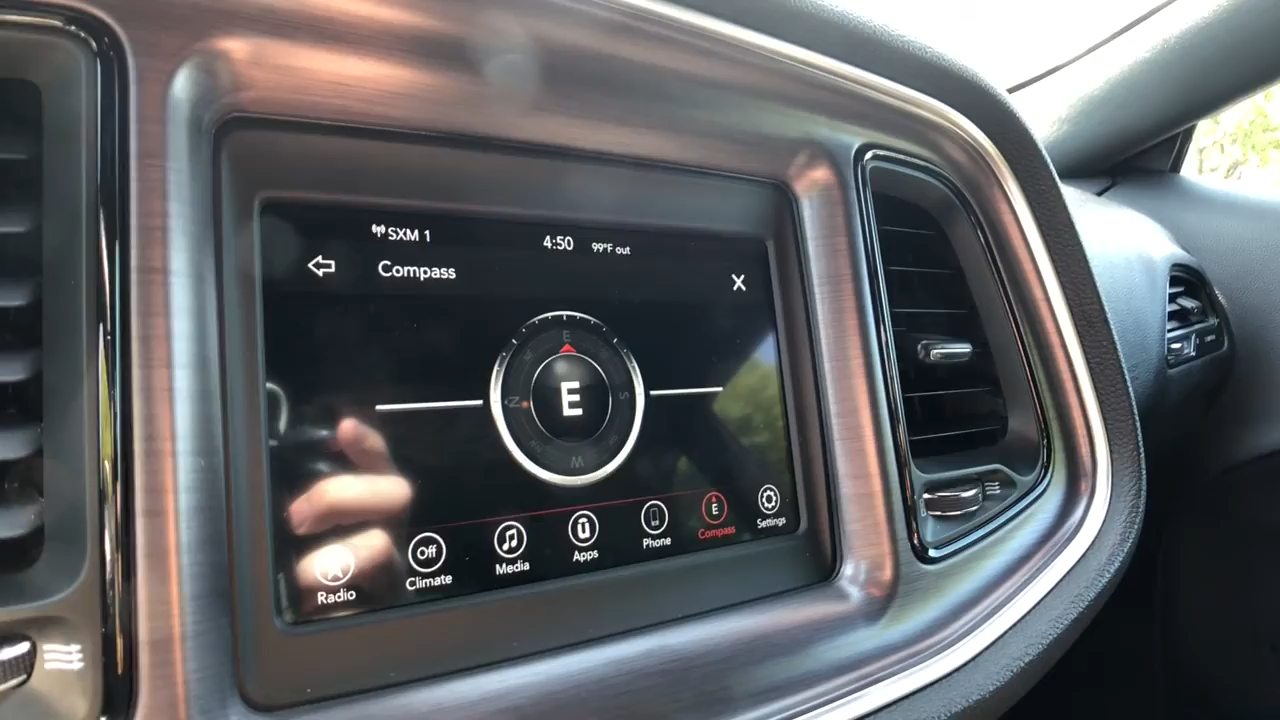 SXM 1
4:50 99°F out
Compass
X
E
N
S
W
E
Radio
Off
Climate
Media
Apps
Phone
E
Compass
Settings